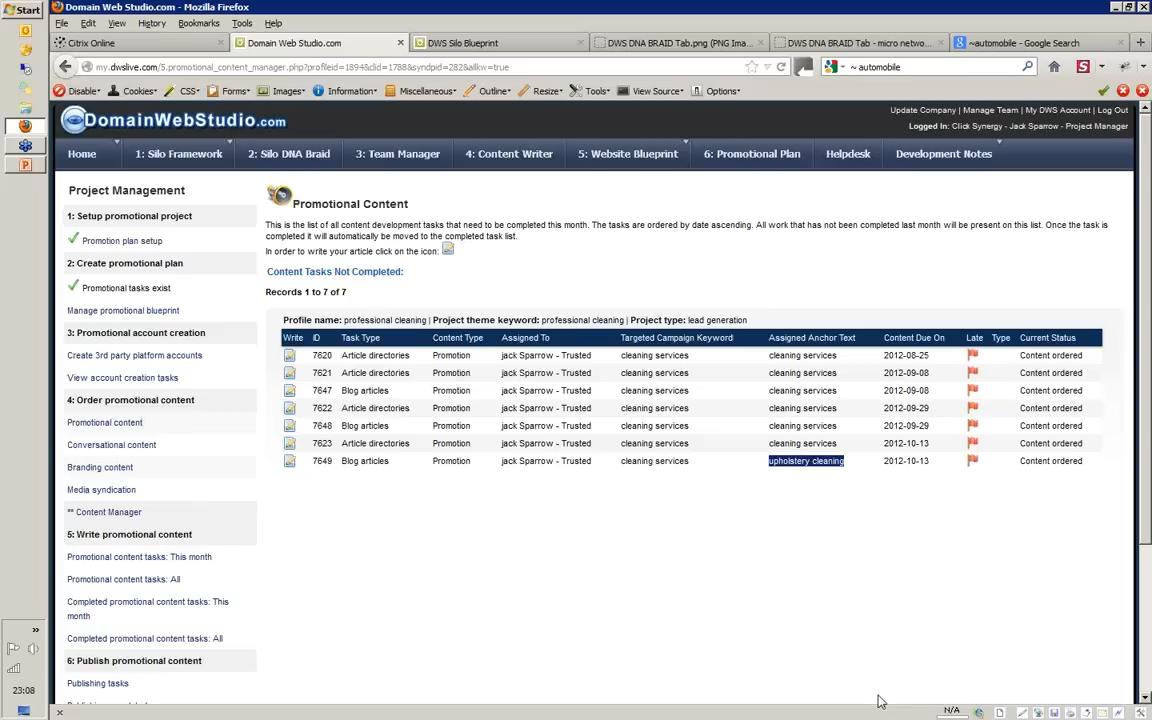 Start
Domain Web Studio.com - Mozilla Firefox
File Edit View History Bookmarks Tools Help
Citrix Online
Domain Web Studio.com
DWS Silo Blueprint
DWS DNA BRAID Tab.png (PNG Ima...
DWS DNA BRAID Tab - micro networ...
~automobile - Google Search
my.dwslive.com/5.promotional_content_manager.php?profileid=1894&clid=1788&syndpid=282&allkw=true
~ automobile
Disable Cookies CSS Forms Images Information Miscellaneous Outline Resize Tools View Source Options
DomainWebStudio.com
Update Company | Manage Team | My DWS Account | Log Out
Logged In: Click Synergy - Jack Sparrow - Project Manager
Home 1: Silo Framework 2: Silo DNA Braid 3: Team Manager 4: Content Writer 5: Website Blueprint 6: Promotional Plan Helpdesk Development Notes
Project Management
1: Setup promotional project
Promotion plan setup
2: Create promotional plan
Promotional tasks exist
Manage promotional blueprint
3: Promotional account creation
Create 3rd party platform accounts
View account creation tasks
4: Order promotional content
Promotional content
Conversational content
Branding content
Media syndication
** Content Manager
5: Write promotional content
Promotional content tasks: This month
Promotional content tasks: All
Completed promotional content tasks: This
month
Completed promotional content tasks: All
6: Publish promotional content
Publishing tasks
Promotional Content
This is the list of all content development tasks that need to be completed this month. The tasks are ordered by date ascending. All work that has not been completed last month will be present on this list. Once the task is
completed it will automatically be moved to the completed task list.
In order to write your article click on the icon:
Content Tasks Not Completed:
Records 1 to 7 of 7
Profile name: professional cleaning | Project theme keyword: professional cleaning | Project type: lead generation
Write ID Task Type Content Type Assigned To Targeted Campaign Keyword Assigned Anchor Text Content Due On Late Type Current Status
7620 Article directories Promotion jack Sparrow - Trusted cleaning services cleaning services 2012-08-25 Content ordered
7621 Article directories Promotion jack Sparrow - Trusted cleaning services cleaning services 2012-09-08 Content ordered
7647 Blog articles Promotion jack Sparrow - Trusted cleaning services cleaning services 2012-09-08 Content ordered
7622 Article directories Promotion jack Sparrow - Trusted cleaning services cleaning services 2012-09-29 Content ordered
7648 Blog articles Promotion jack Sparrow - Trusted cleaning services cleaning services 2012-09-29 Content ordered
7623 Article directories Promotion jack Sparrow - Trusted cleaning services cleaning services 2012-10-13 Content ordered
7649 Blog articles Promotion jack Sparrow - Trusted cleaning services upholstery cleaning 2012-10-13 Content ordered
23:08
N/A